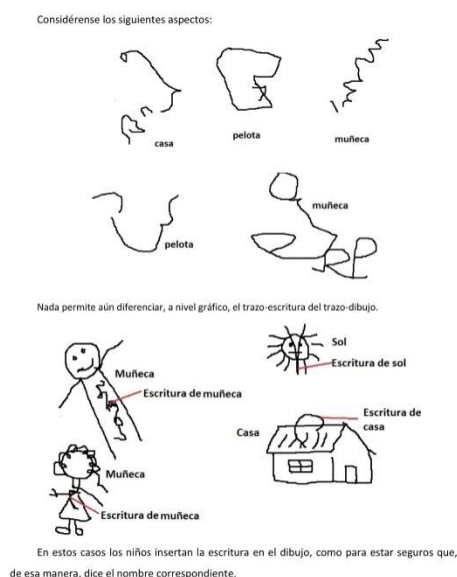 Considérense los siguientes aspectos:
casa
pelota
muñeca
pelota
muñeca
Nada permite aún diferenciar, a nivel gráfico, el trazo-escritura del trazo-dibujo.
Sol
Muñeca
Escritura de sol
Escritura de muñeca
Escritura de
casa
Casa
Muñeca
Escritura de muñeca
En estos casos los niños insertan la escritura en el dibujo, como para estar seguros que,
de esa manera, dice el nombre correspondiente.